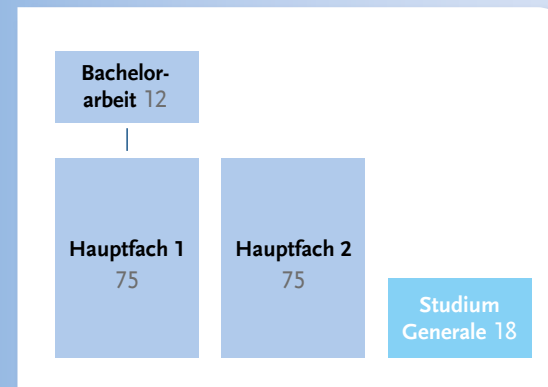 Bachelor-
arbeit 12
Hauptfach 1
75
Hauptfach 2
75
Studium
Generale 18